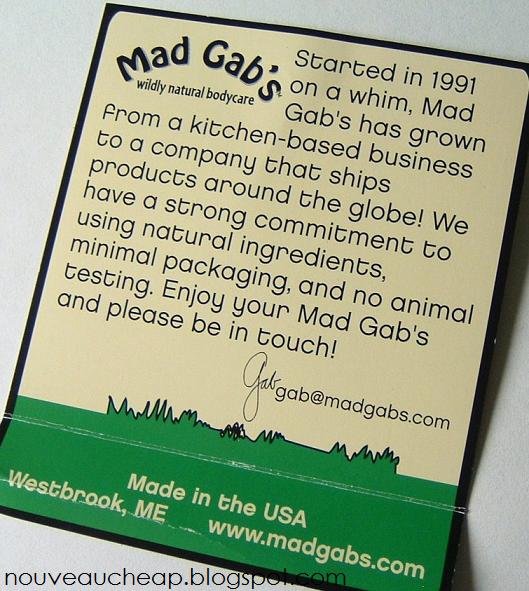 Mad Gab's
wildly natural bodycare
Started in 1991
on a whim, Mad
Gab's has grown
from a kitchen-based business
to a company that ships
products around the globe! We
have a strong commitment to
using natural ingredients,
minimal packaging, and no animal
testing. Enjoy your Mad Gab's
and please be in touch!
Gab
gab@madgabs.com
Made in the USA
Westbrook, ME
www.madgabs.com
nouveaucheap.blogspot.com